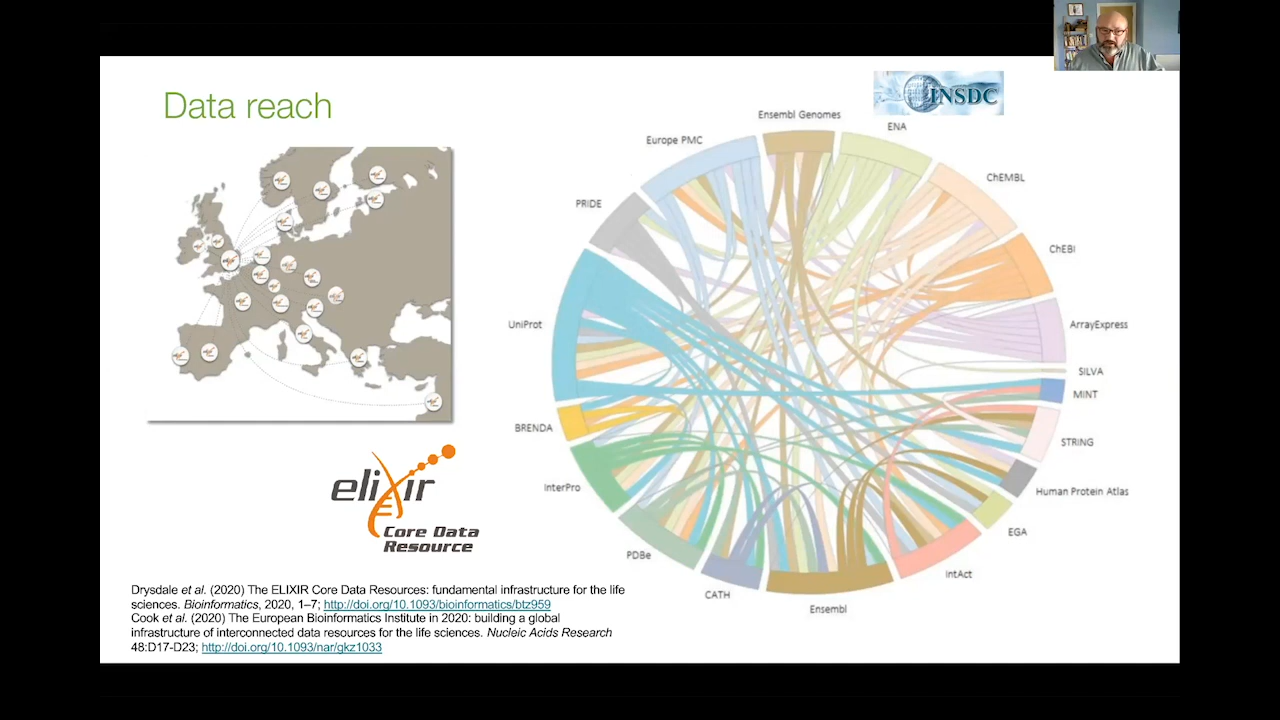 Data reach
INSDC
Ensembl Genomes
ENA
Europe PMC
ChEMBL
PRIDE
ChEBI
UniProt
ArrayExpress
SILVA
MINT
BRENDA
STRING
InterPro
Human Protein Atlas
EGA
PDBe
IntAct
CATH
Ensembl
elixir
Core Data
Resource
Drysdale et al. (2020) The ELIXIR Core Data Resources: fundamental infrastructure for the life
sciences. Bioinformatics, 2020, 1–7; http://doi.org/10.1093/bioinformatics/btz959
Cook et al. (2020) The European Bioinformatics Institute in 2020: building a global
infrastructure of interconnected data resources for the life sciences. Nucleic Acids Research
48:D17-D23; http://doi.org/10.1093/nar/gkz1033